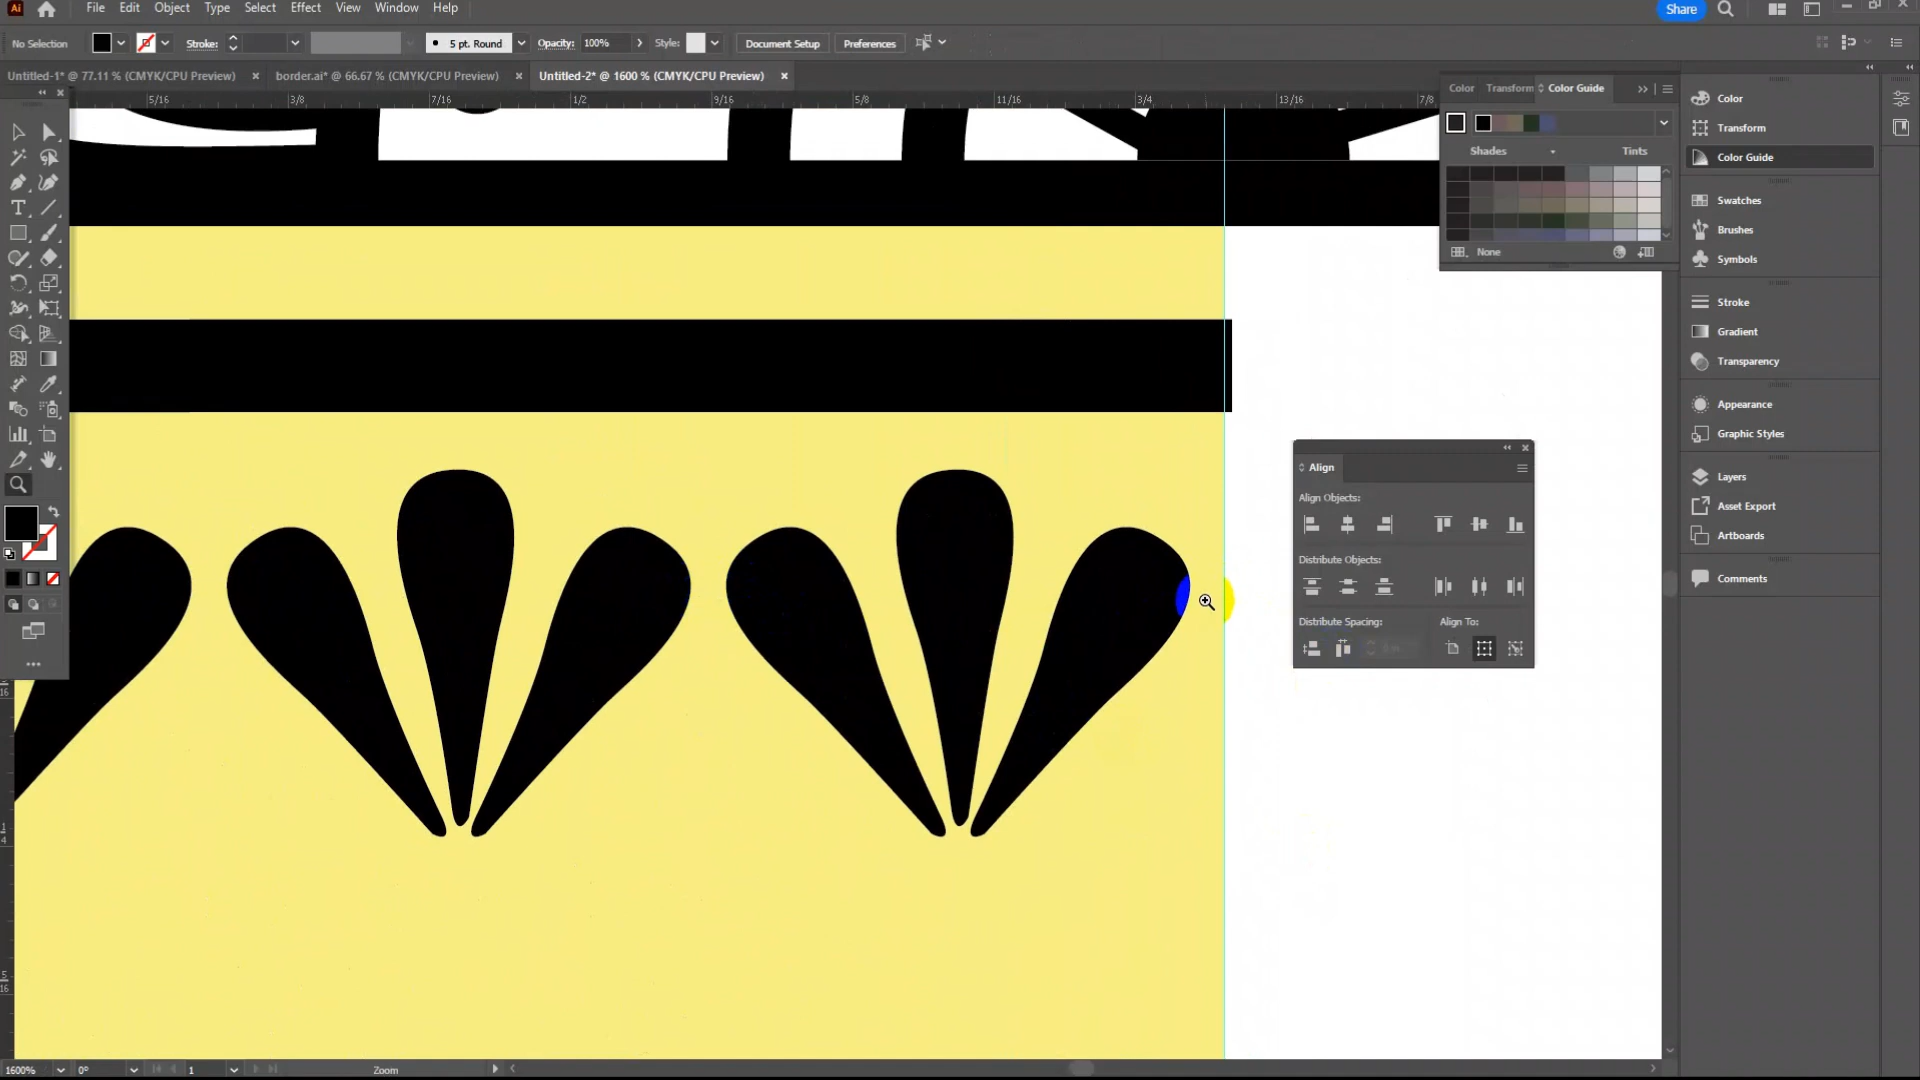 Ai File Edit Object Type Select Effect View Window Help Share
No Selection Stroke: 5 pt. Round Opacity: 100% Style: Document Setup Preferences
Untitled-1* @ 77.11 % (CMYK/CPU Preview) × border.ai* @ 66.67 % (CMYK/CPU Preview) × Untitled-2* @ 1600 % (CMYK/CPU Preview) ×
5/16 3/8 7/16 1/2 9/16 5/8 11/16 3/4 13/16 7/8
Color Transform Color Guide
Shades Tints
None
Color
Transform
Color Guide
Swatches
Brushes
Symbols
Stroke
Gradient
Transparency
Appearance
Graphic Styles
Layers
Asset Export
Artboards
Comments
Align
Align Objects:
Distribute Objects:
Distribute Spacing: Align To:
1600% 0° 1 Zoom